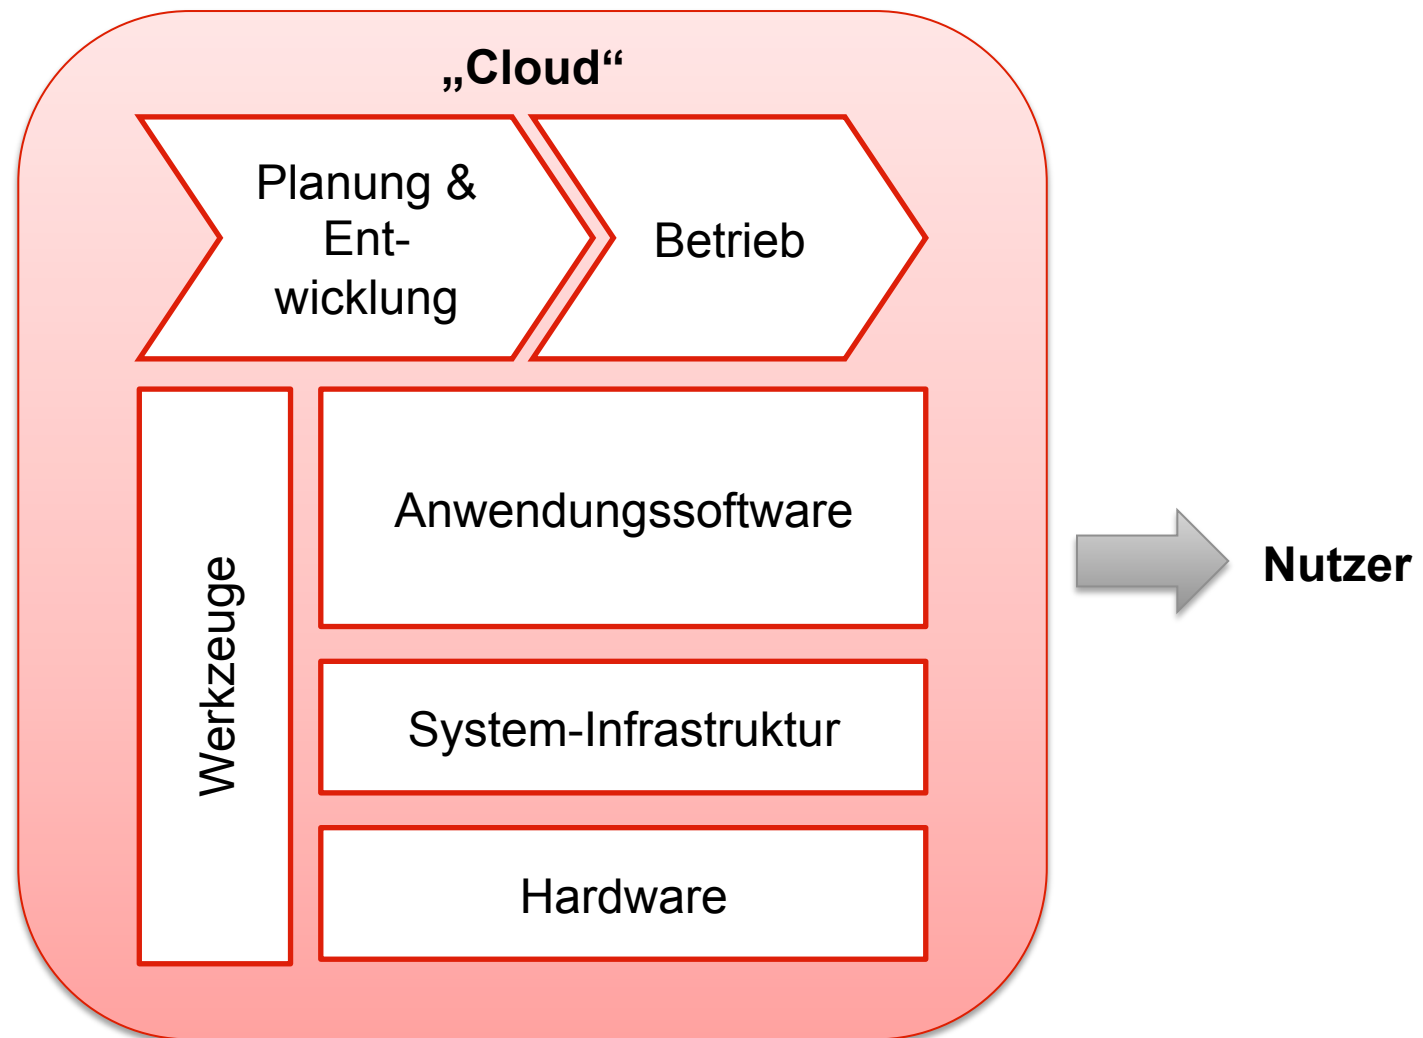 „Cloud“
Planung &
Ent-
wicklung
Betrieb
Werkzeuge
Anwendungssoftware
System-Infrastruktur
Hardware
Nutzer